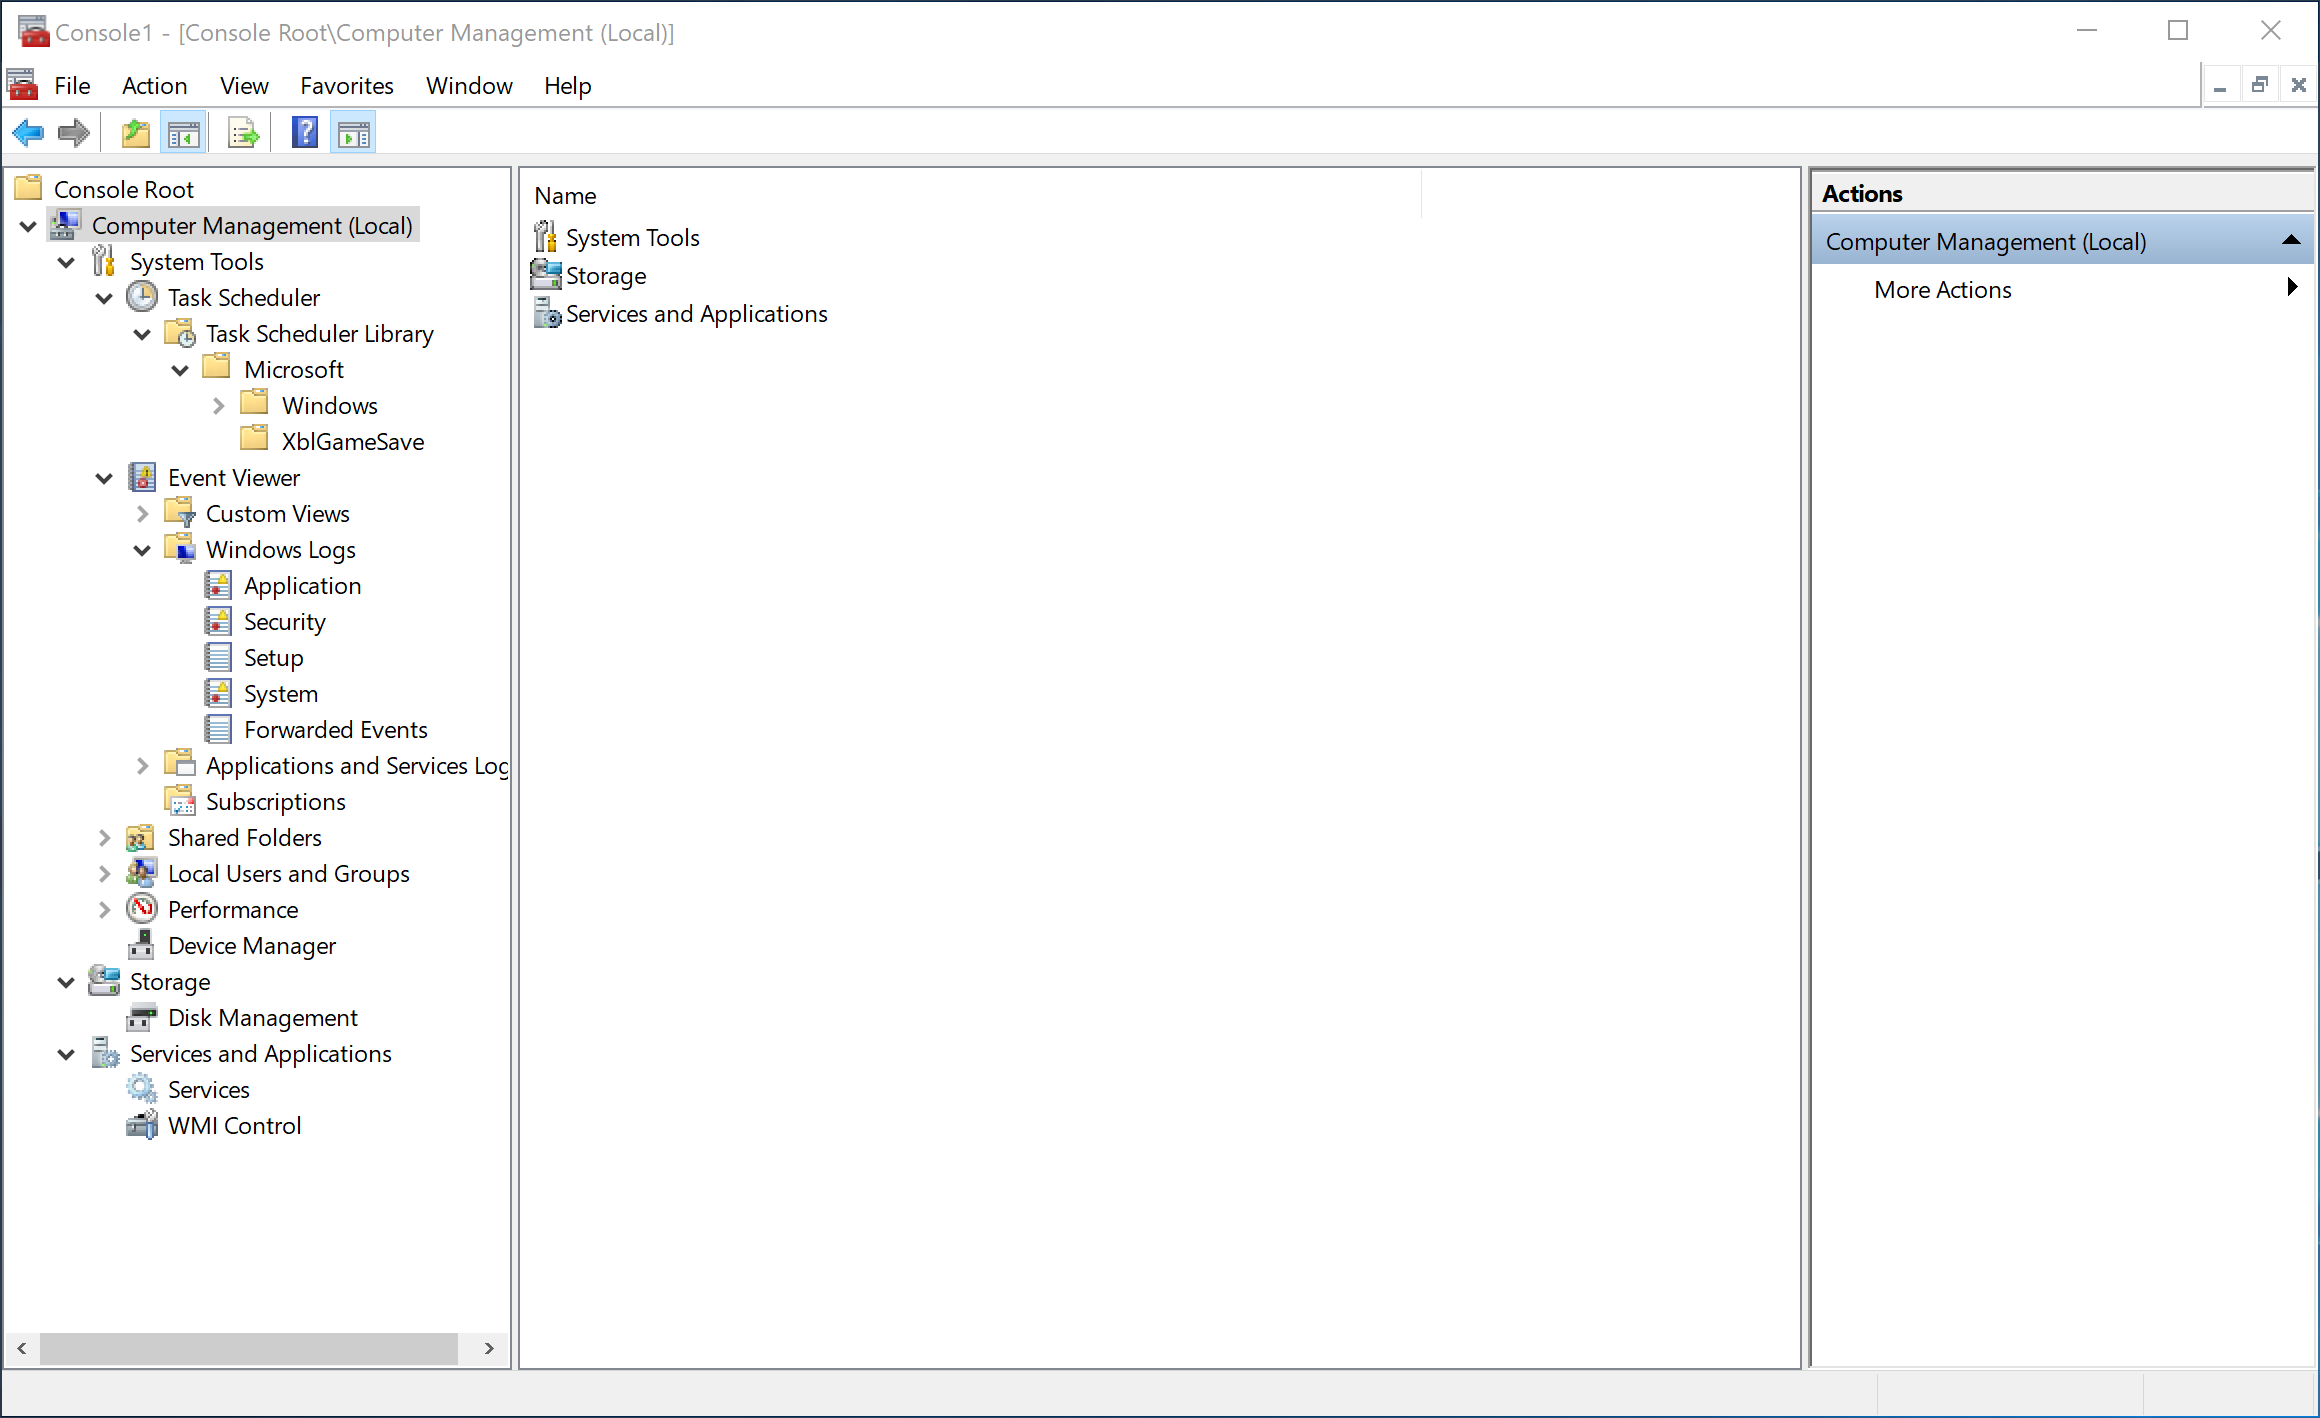 Console1 - [Console Root\Computer Management (Local)]
File Action View Favorites Window Help
Console Root
Computer Management (Local)
System Tools
Task Scheduler
Task Scheduler Library
Microsoft
Windows
XblGameSave
Event Viewer
Custom Views
Windows Logs
Application
Security
Setup
System
Forwarded Events
Applications and Services Log
Subscriptions
Shared Folders
Local Users and Groups
Performance
Device Manager
Storage
Disk Management
Services and Applications
Services
WMI Control
Name
System Tools
Storage
Services and Applications
Actions
Computer Management (Local)
More Actions